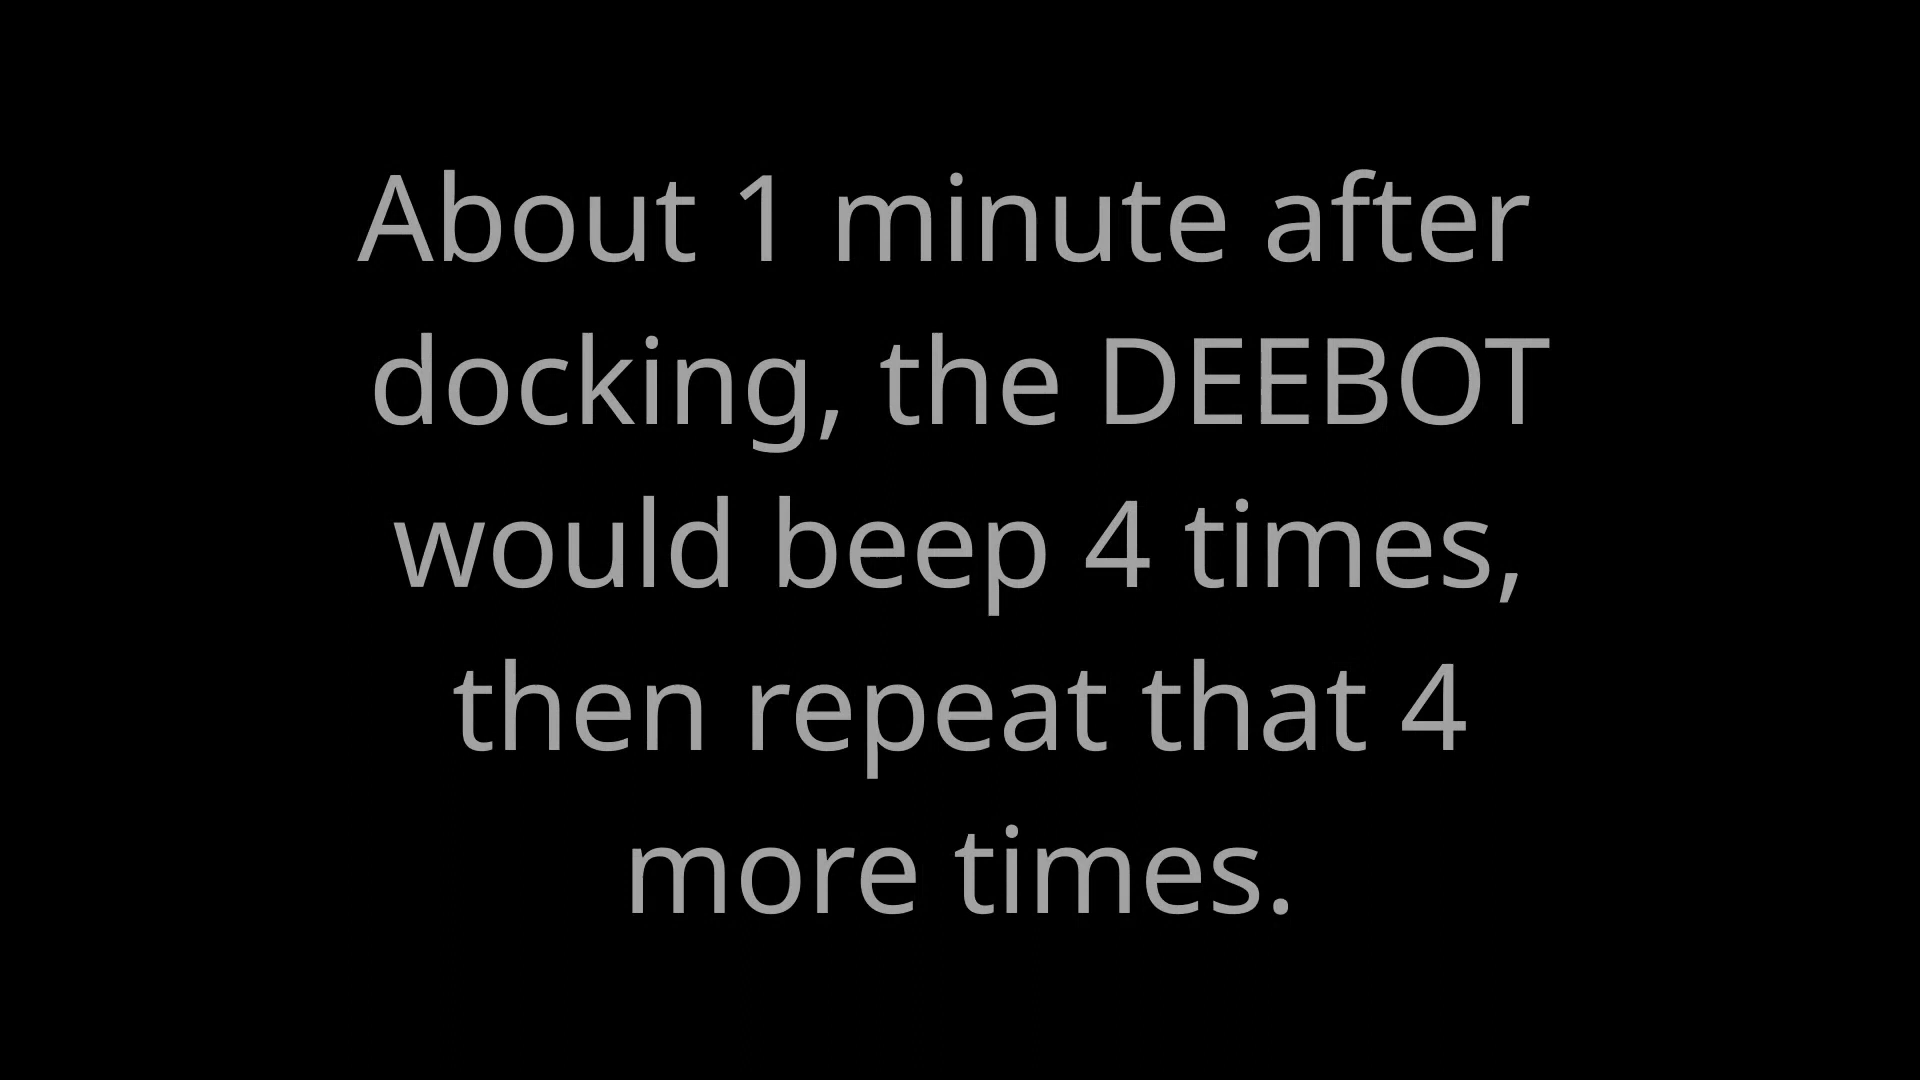 About 1 minute after
docking, the DEEBOT
would beep 4 times,
then repeat that 4
more times.